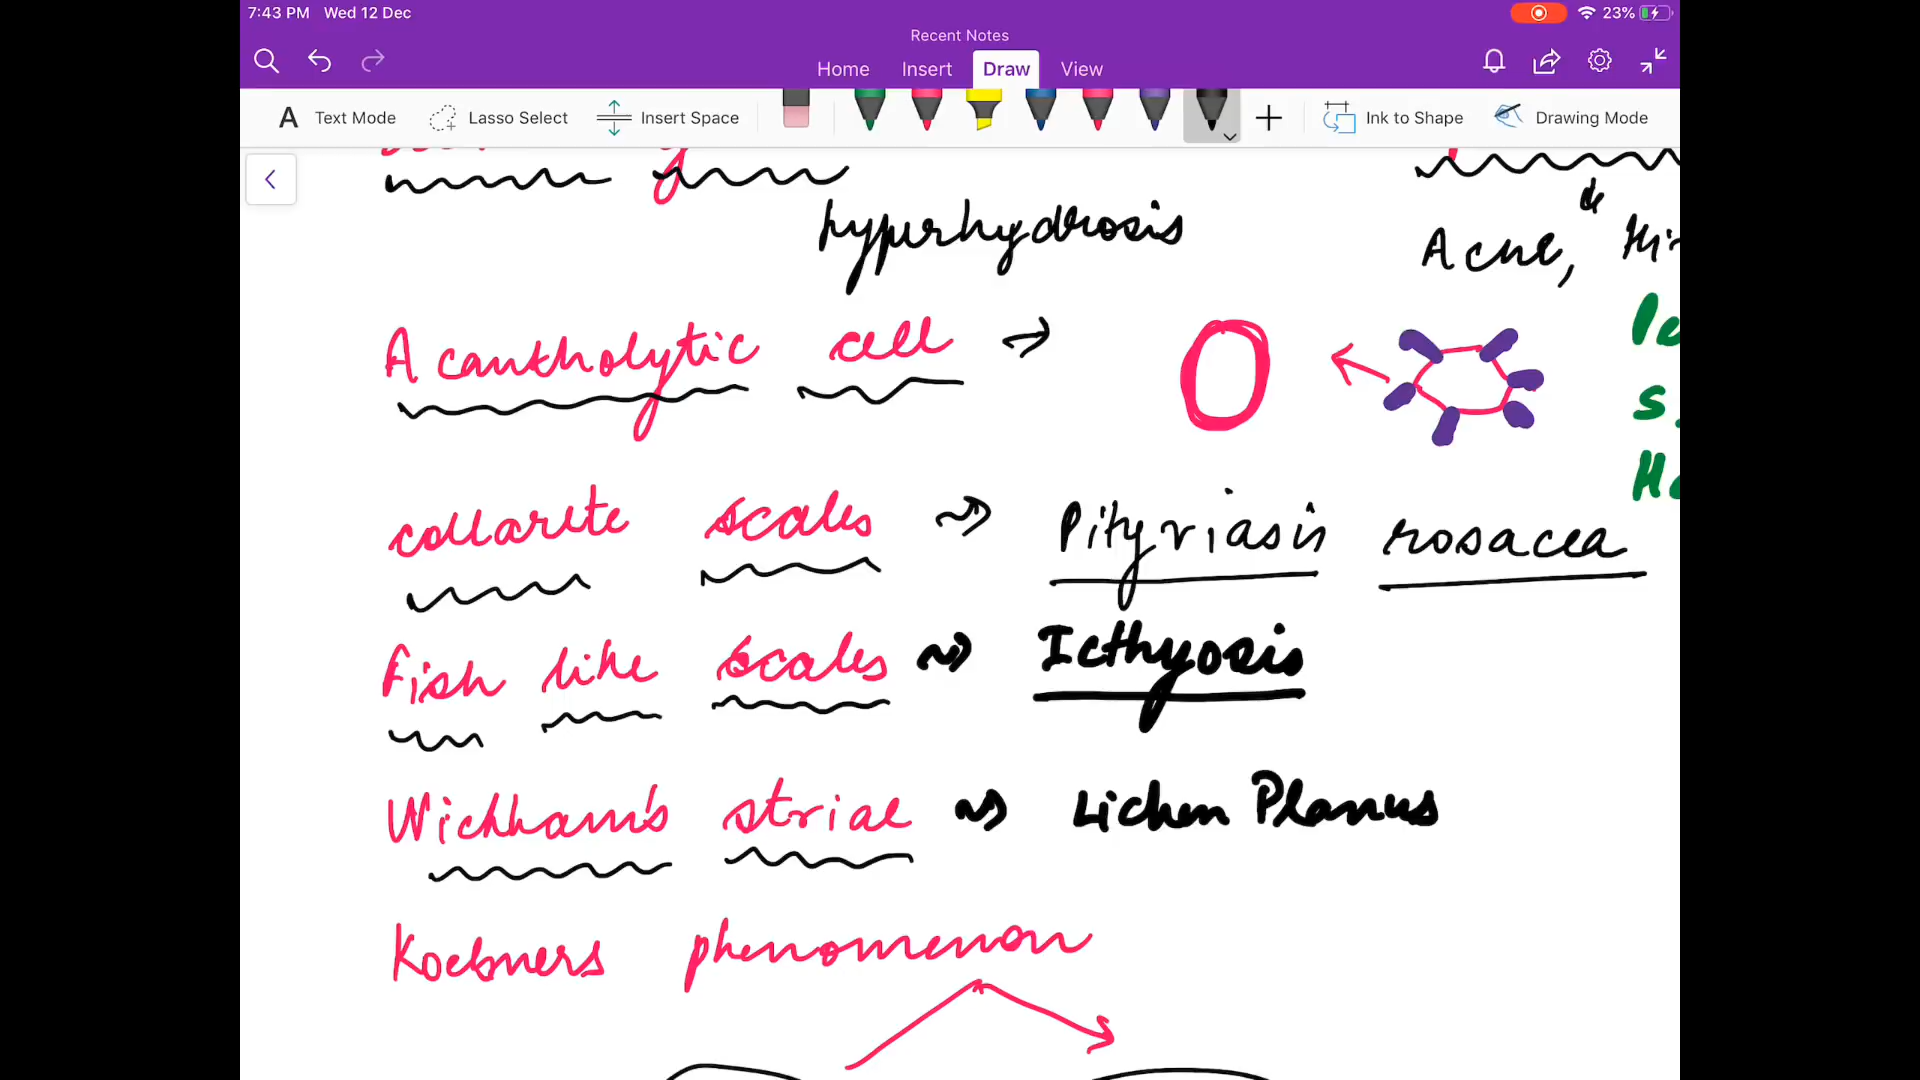 7:43 PM Wed 12 Dec
23%
Recent Notes
Home Insert Draw View
A Text Mode Lasso Select Insert Space Ink to Shape Drawing Mode
hyperhydrosis
Acne,
Acantholytic cell
s.
collarete scales Pityriasis rosacea
Fish like scales Icthyosis
Wickham's striae Lichen Planus
Koebners phenomenon